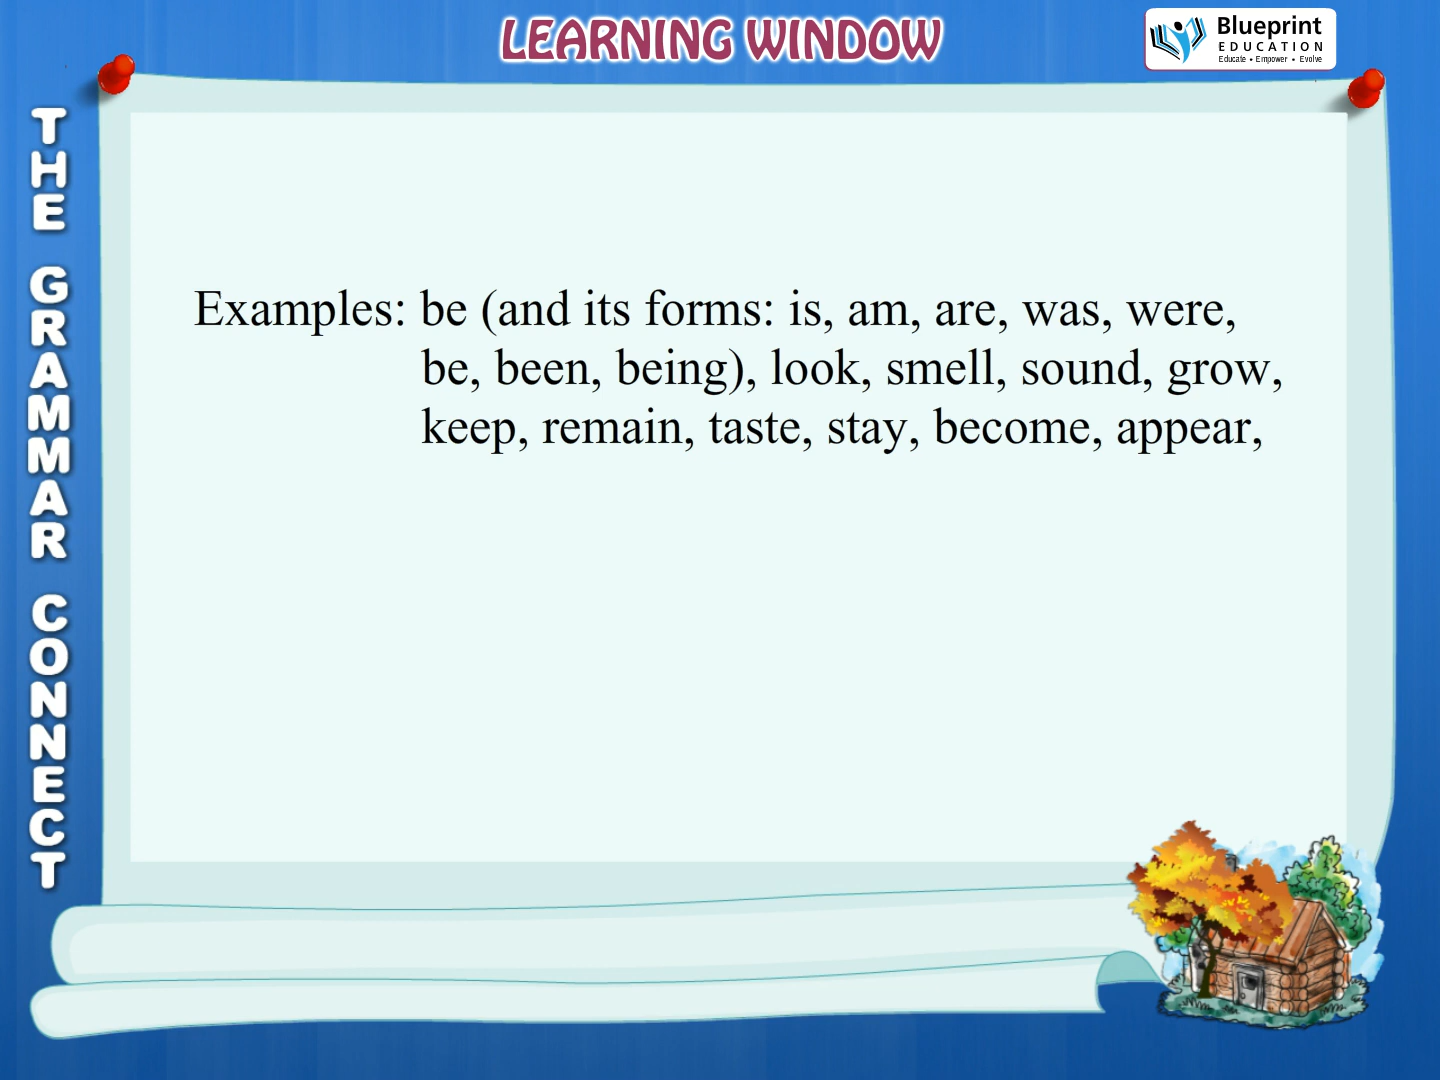 LEARNING WINDOW
Blueprint
EDUCATION
Educate • Empower • Evolve
THE GRAMMAR CONNECT
Examples: be (and its forms: is, am, are, was, were,
be, been, being), look, smell, sound, grow,
keep, remain, taste, stay, become, appear,